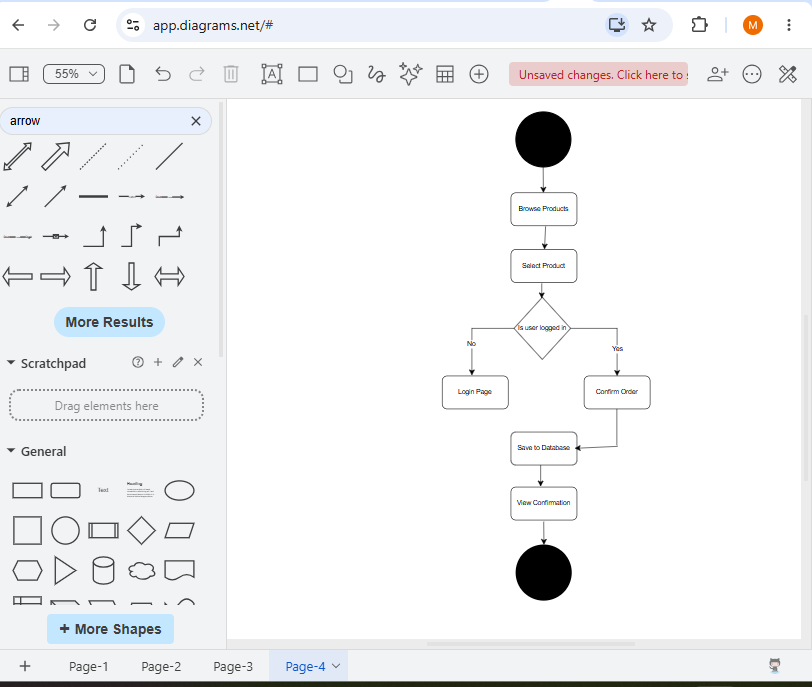 app.diagrams.net/#
M
55%
Unsaved changes. Click here to s
arrow
More Results
Scratchpad
Drag elements here
General
Text
Heading
+ More Shapes
Browse Products
Select Product
Is user logged in
No
Yes
Login Page
Confirm Order
Save to Database
View Confirmation
Page-1
Page-2
Page-3
Page-4